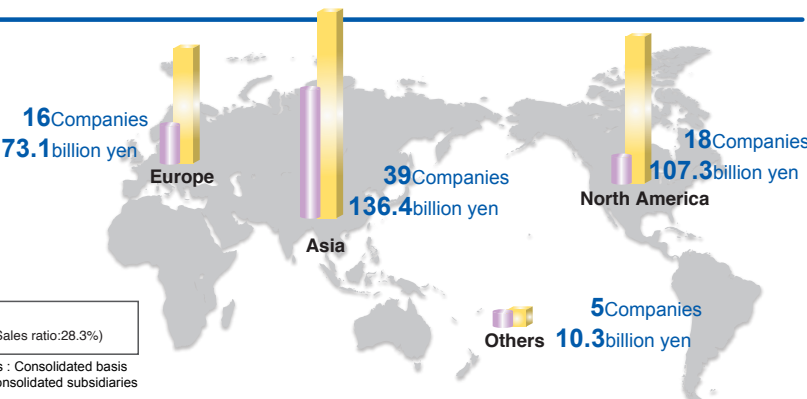 16Companies
73.1billion yen
Europe
39Companies
136.4billion yen
Asia
18Companies
107.3billion yen
North America
5Companies
Others 10.3billion yen
Sales ratio:28.3%)
: Consolidated basis
consolidated subsidiaries